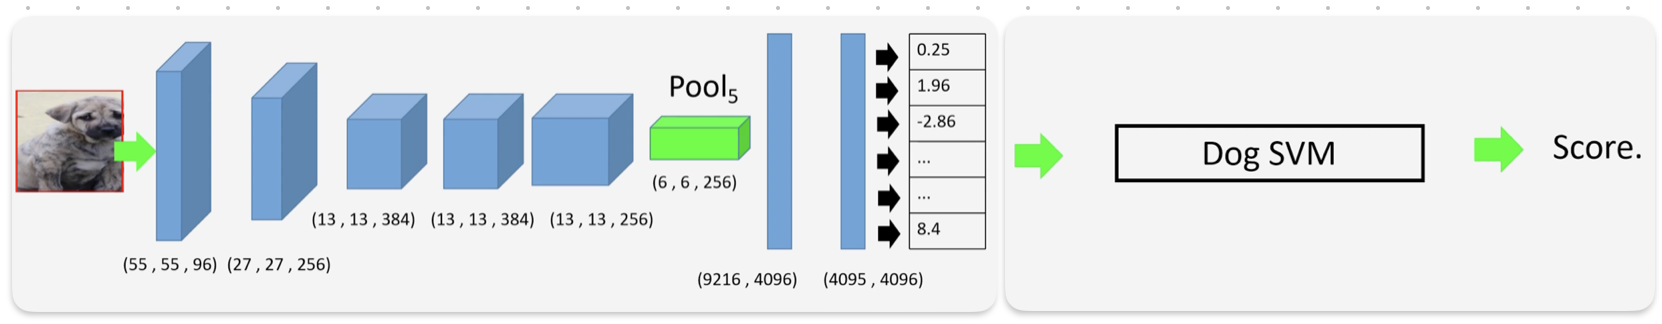 Pool5
(6 , 6 , 256)
(13 , 13 , 384)
(13 , 13 , 384)
(13 , 13 , 256)
(55 , 55 , 96)
(27 , 27 , 256)
(9216 , 4096)
(4095 , 4096)
0.25
1.96
-2.86
...
...
8.4
Dog SVM
Score.